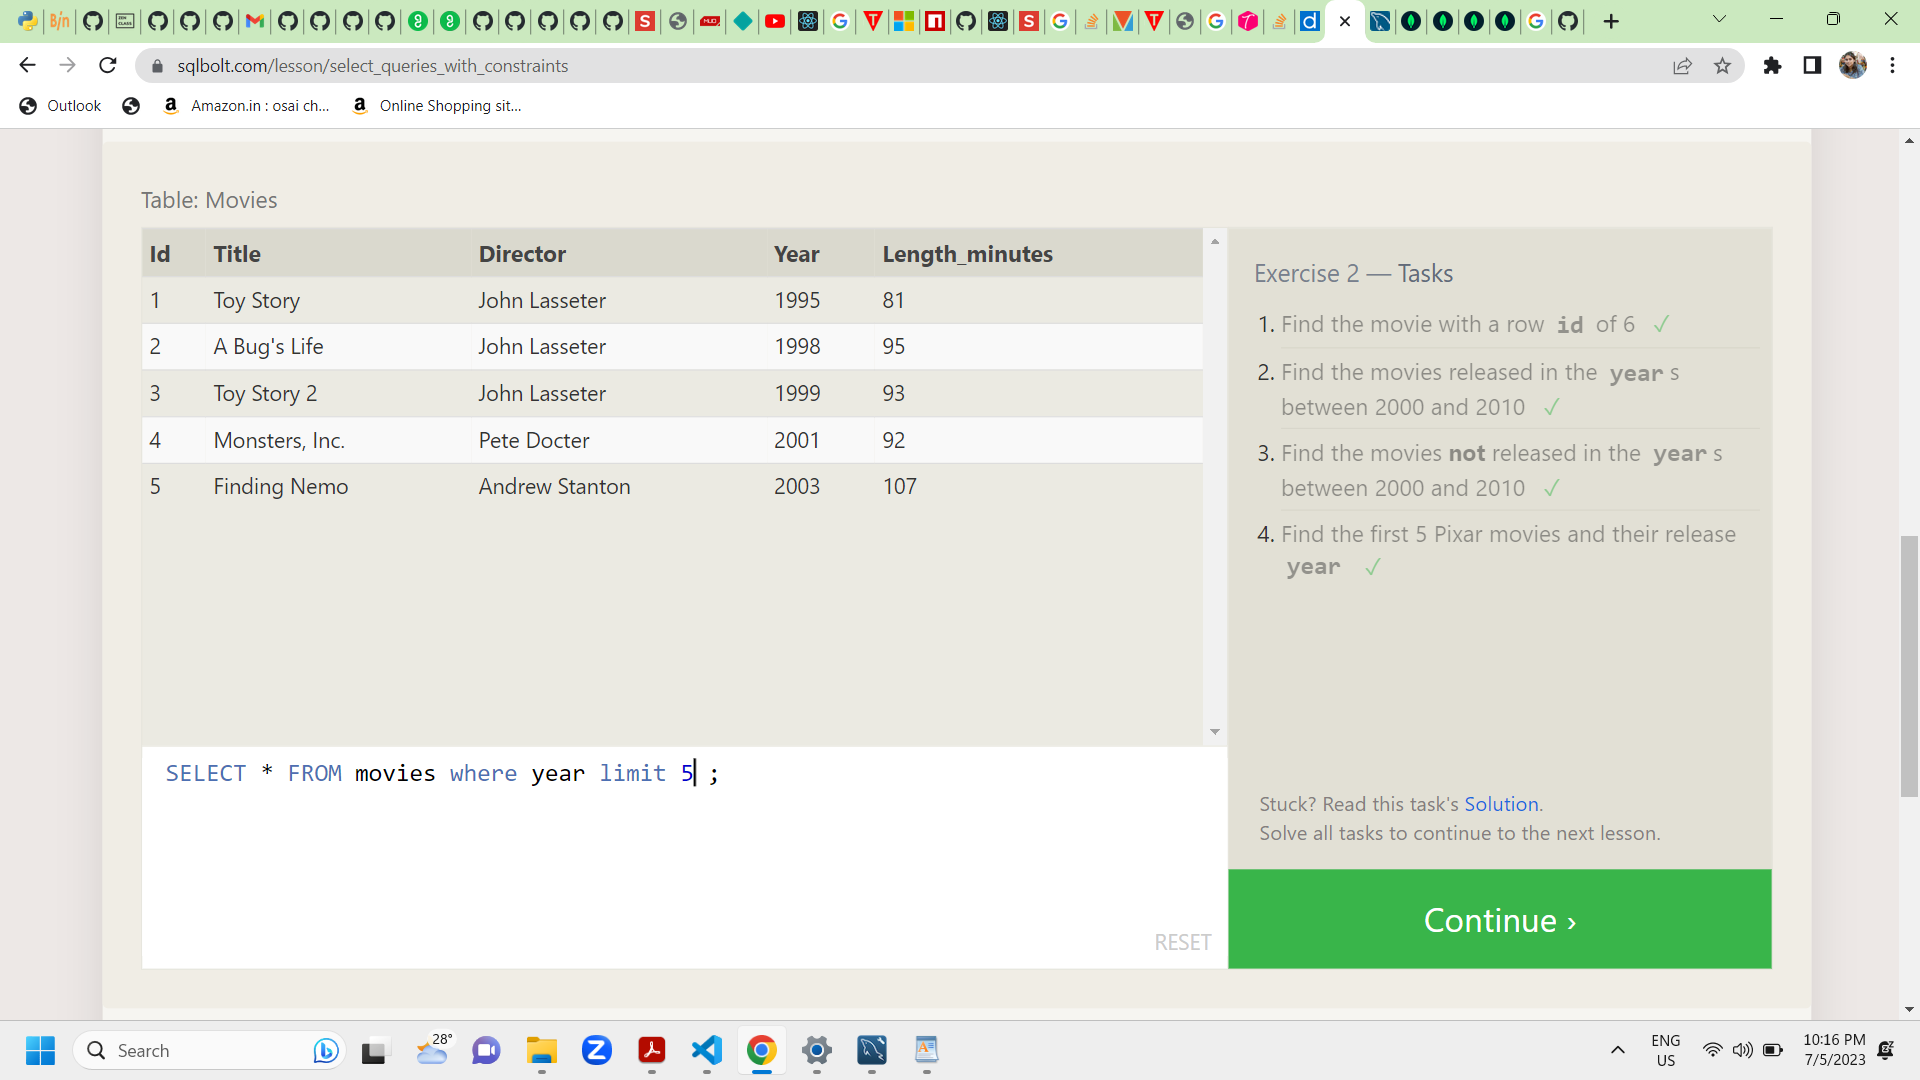 sqlbolt.com/lesson/select_queries_with_constraints
Outlook
Amazon.in : osai ch...
Online Shopping sit...
Table: Movies
Id Title Director Year Length_minutes
1 Toy Story John Lasseter 1995 81
2 A Bug's Life John Lasseter 1998 95
3 Toy Story 2 John Lasseter 1999 93
4 Monsters, Inc. Pete Docter 2001 92
5 Finding Nemo Andrew Stanton 2003 107
SELECT * FROM movies where year limit 5 ;
RESET
Exercise 2 — Tasks
1. Find the movie with a row id of 6 ✓
2. Find the movies released in the year s
between 2000 and 2010 ✓
3. Find the movies not released in the year s
between 2000 and 2010 ✓
4. Find the first 5 Pixar movies and their release
year ✓
Stuck? Read this task's Solution.
Solve all tasks to continue to the next lesson.
Continue ›
Search
28°
ENG
US
10:16 PM
7/5/2023